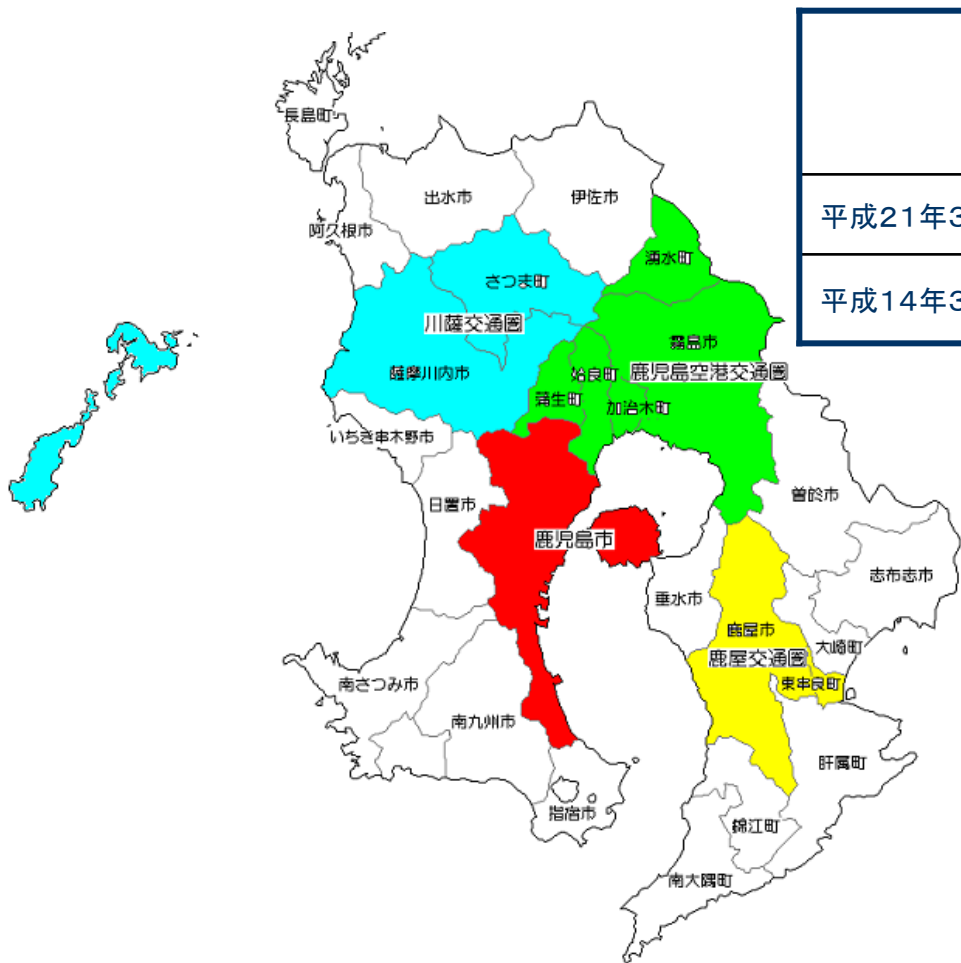 長島町
出水市
伊佐市
阿久根市
湧水町
さつま町
川薩交通圏
薩摩川内市
霧島市
鹿児島空港交通圏
姶良町
蒲生町
加治木町
いちき串木野市
日置市
曽於市
鹿児島市
志布志市
垂水市
鹿屋市
大崎町
鹿屋交通圏
東串良町
南さつま市
南九州市
肝属町
指宿市
錦江町
南大隅町
平成21年3
平成14年3